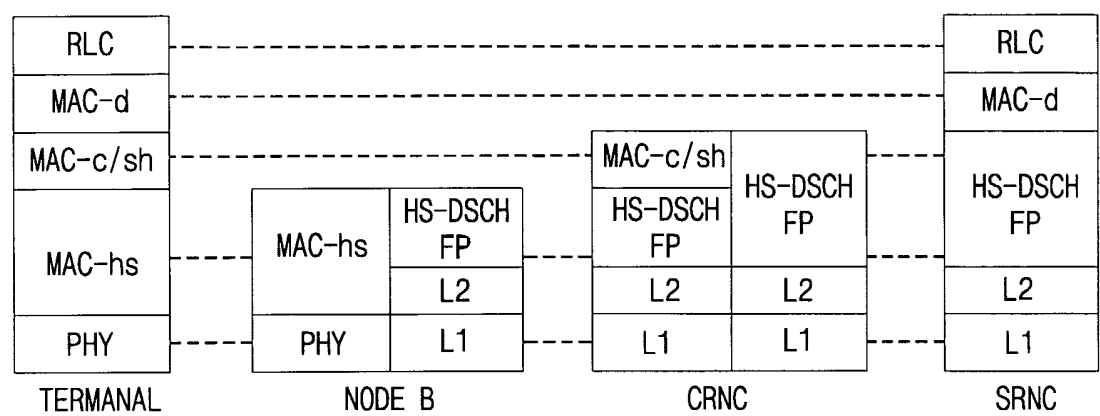 RLC
MAC-d
MAC-c/sh
MAC-hs
PHY
TERMANAL
MAC-hs
PHY
HS-DSCH
FP
L2
L1
NODE B
MAC-c/sh
HS-DSCH
FP
L2
L1
HS-DSCH
FP
L2
L1
CRNC
RLC
MAC-d
HS-DSCH
FP
L2
L1
SRNC